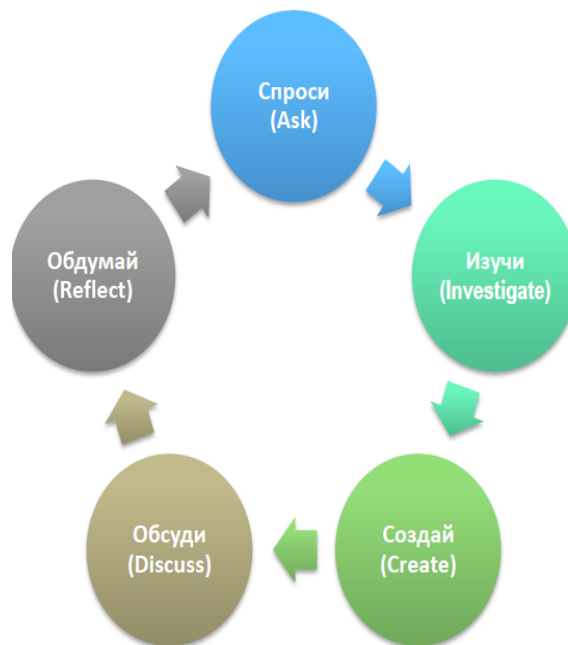 Спроси
(Ask)
Изучи
(Investigate)
Создай
(Create)
Обсуди
(Discuss)
Обдумай
(Reflect)